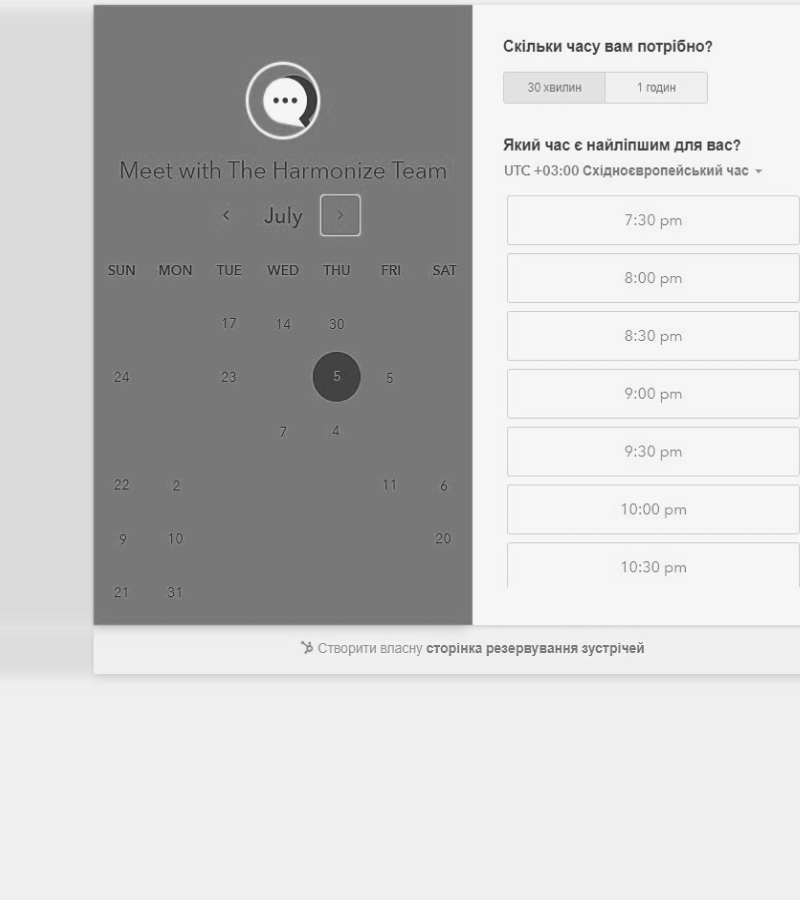 Meet with The Harmonize Team
July
SUN MON TUE WED THU FRI SAT
17 14 30
24 23 5 5
7 4
22 2 11 6
9 10 20
21 31
Скільки часу вам потрібно?
30 хвилин 1 годин
Який час є найліпшим для вас?
UTC +03:00 Східноєвропейський час
7:30 pm
8:00 pm
8:30 pm
9:00 pm
9:30 pm
10:00 pm
10:30 pm
Створити власну сторінка резервування зустрічей